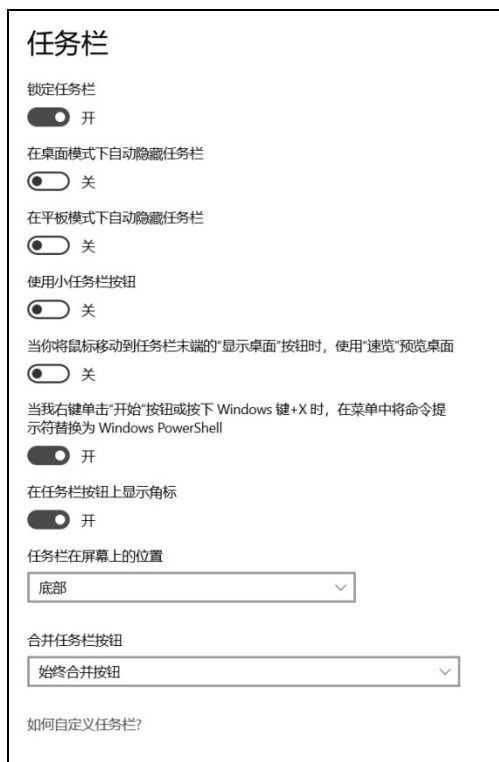 任务栏
锁定任务栏
开
在桌面模式下自动隐藏任务栏
关
在平板模式下自动隐藏任务栏
关
使用小任务栏按钮
关
当你将鼠标移动到任务栏末端的“显示桌面”按钮时，使用“速览”预览桌面
关
当我右键单击“开始”按钮或按下 Windows 键+X 时，在菜单中将命令提
示符替换为 Windows PowerShell
开
在任务栏按钮上显示角标
开
任务栏在屏幕上的位置
底部
合并任务栏按钮
始终合并按钮
如何自定义任务栏?